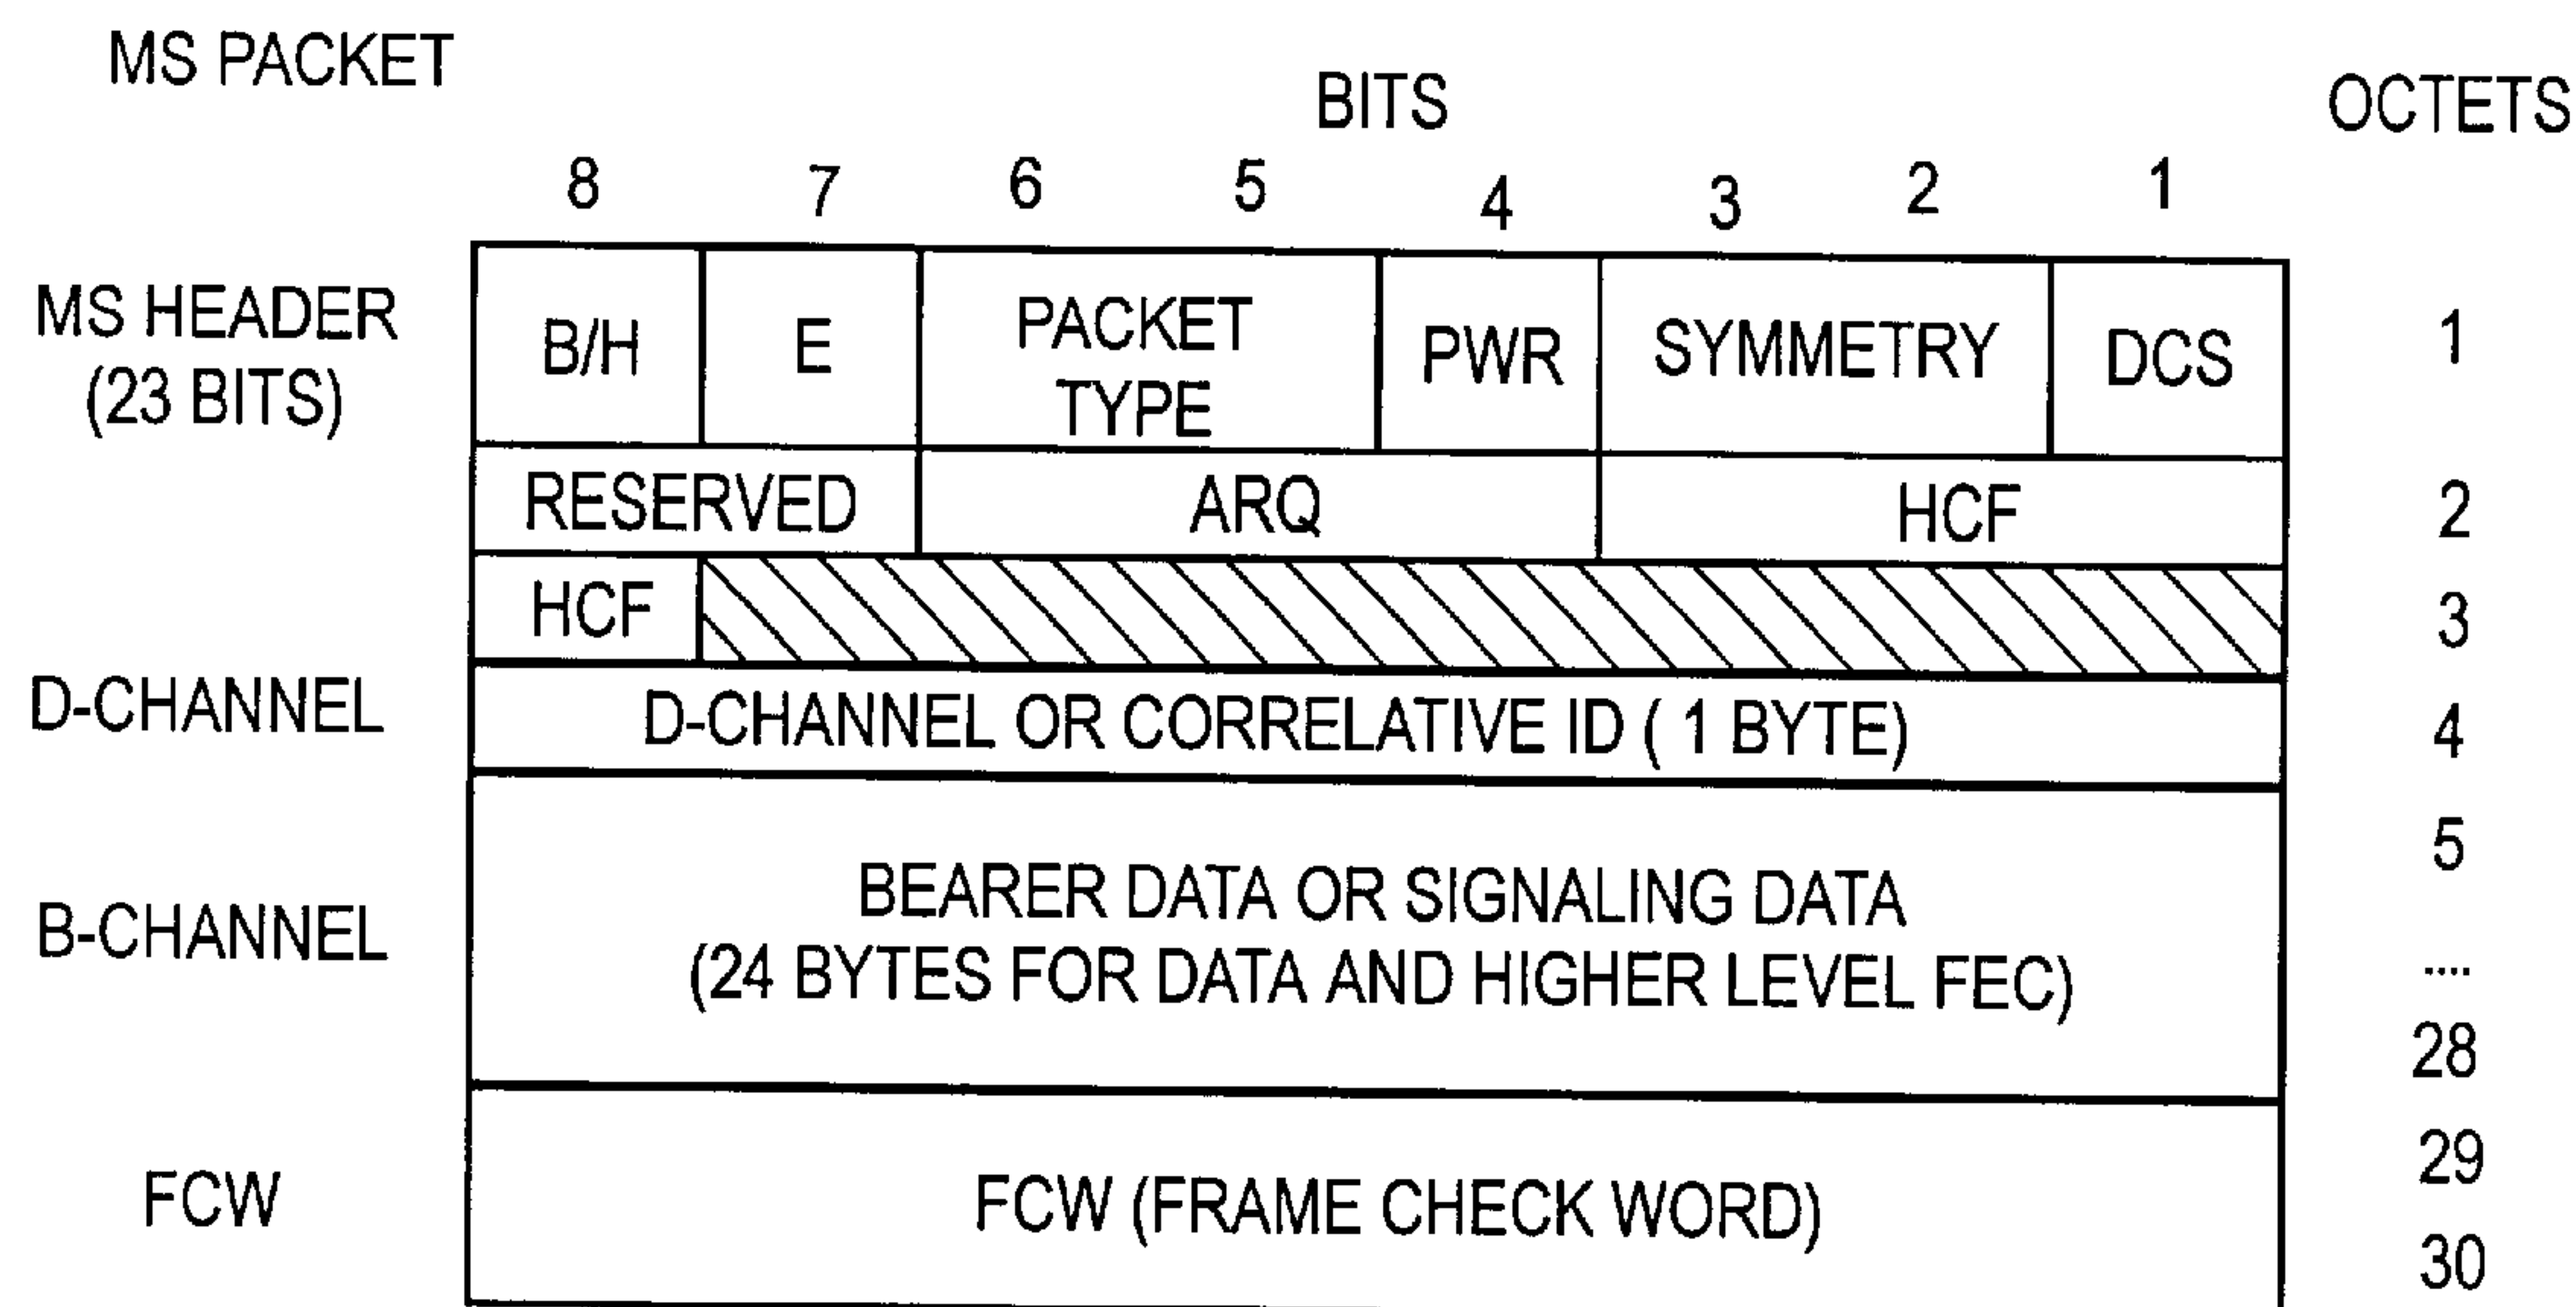 MS PACKET
BITS
OCTETS
8 7 6 5 4 3 2 1
MS HEADER
(23 BITS)
B/H E PACKET TYPE PWR SYMMETRY DCS 1
RESERVED ARQ HCF 2
HCF 3
D-CHANNEL D-CHANNEL OR CORRELATIVE ID ( 1 BYTE) 4
B-CHANNEL
BEARER DATA OR SIGNALING DATA
(24 BYTES FOR DATA AND HIGHER LEVEL FEC)
5
....
28
FCW FCW (FRAME CHECK WORD)
29
30